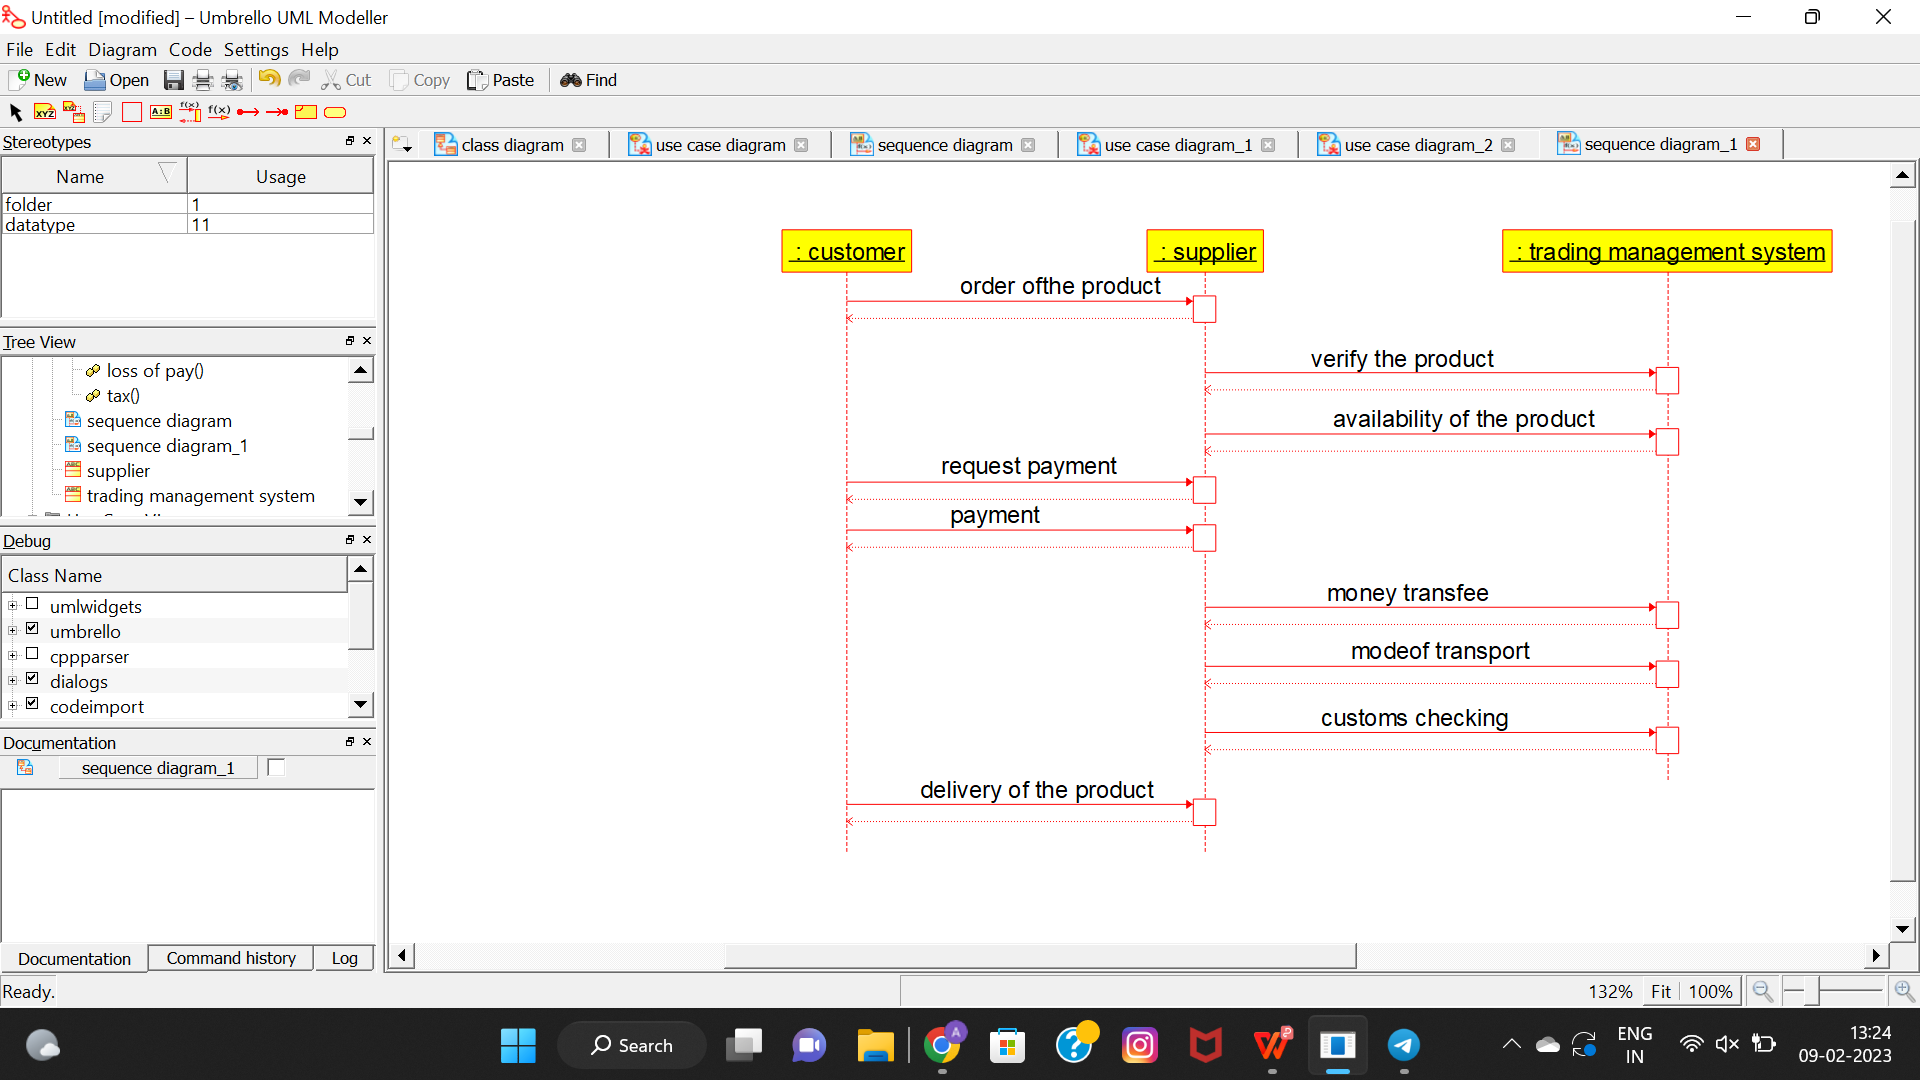 Untitled [modified] – Umbrello UML Modeller
File Edit Diagram Code Settings Help
New Open Cut Copy Paste Find
Stereotypes
Name Usage
folder 1
datatype 11
Tree View
loss of pay()
tax()
sequence diagram
sequence diagram_1
supplier
trading management system
Debug
Class Name
umlwidgets
umbrello
cppparser
dialogs
codeimport
Documentation
sequence diagram_1
Documentation Command history Log
class diagram use case diagram sequence diagram use case diagram_1 use case diagram_2 sequence diagram_1
: customer : supplier : trading management system
order ofthe product
verify the product
availability of the product
request payment
payment
money transfee
modeof transport
customs checking
delivery of the product
Ready.
132% Fit 100%
Search
ENG
IN
13:24
09-02-2023